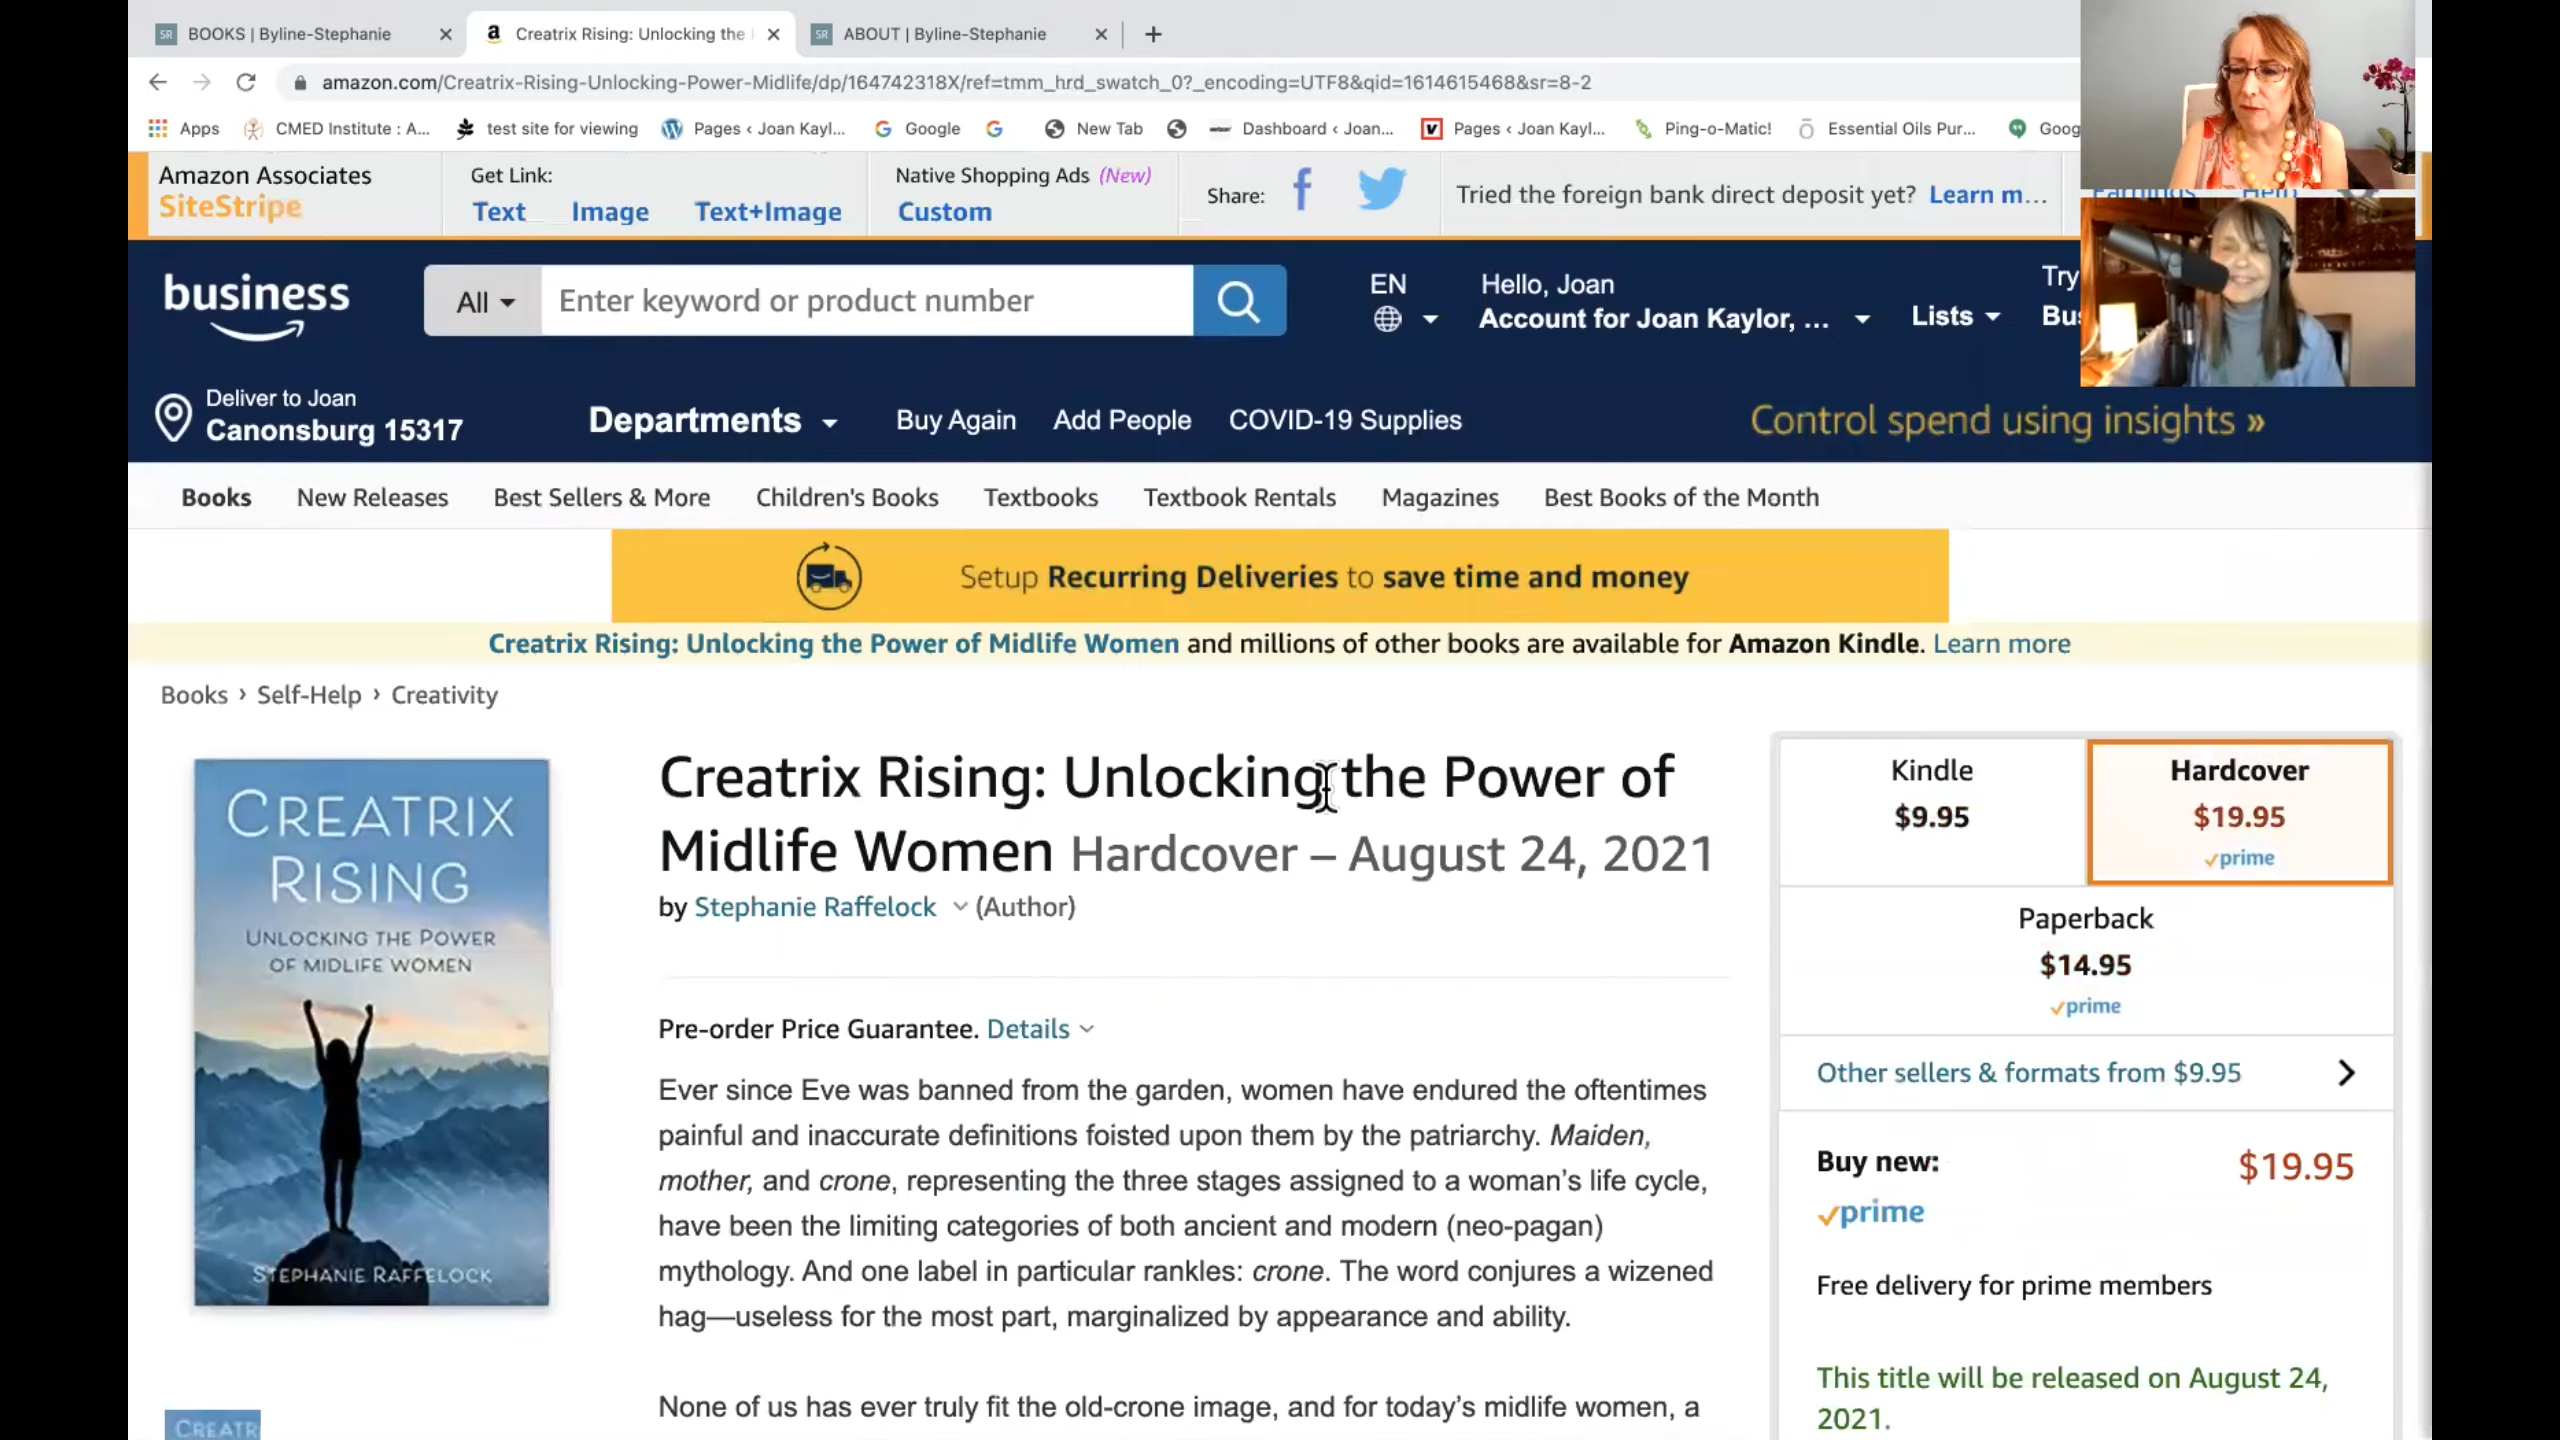 BOOKS | Byline-Stephanie
Creatrix Rising: Unlocking the
ABOUT | Byline-Stephanie
amazon.com/Creatrix-Rising-Unlocking-Power-Midlife/dp/164742318X/ref=tmm_hrd_swatch_0?_encoding=UTF8&qid=1614615468&sr=8-2
Apps CMED Institute : A... test site for viewing Pages ‹ Joan Kayl... Google New Tab Dashboard ‹ Joan... Pages ‹ Joan Kayl... Ping-o-Matic! Essential Oils Pur... Goog
Amazon Associates
SiteStripe
Get Link:
Text Image Text+Image
Native Shopping Ads (New)
Custom
Share:
Tried the foreign bank direct deposit yet? Learn m...
Earnings Help
business
All
Enter keyword or product number
EN
Hello, Joan
Account for Joan Kaylor, ...
Lists
Try
Bus
Deliver to Joan
Canonsburg 15317
Departments
Buy Again Add People COVID-19 Supplies
Control spend using insights »
Books New Releases Best Sellers & More Children's Books Textbooks Textbook Rentals Magazines Best Books of the Month
Setup Recurring Deliveries to save time and money
Creatrix Rising: Unlocking the Power of Midlife Women and millions of other books are available for Amazon Kindle. Learn more
Books › Self-Help › Creativity
CREATRIX
RISING
UNLOCKING THE POWER
OF MIDLIFE WOMEN
STEPHANIE RAFFELOCK
CREATR
Creatrix Rising: Unlocking the Power of
Midlife Women Hardcover – August 24, 2021
by Stephanie Raffelock (Author)
Pre-order Price Guarantee. Details
Ever since Eve was banned from the garden, women have endured the oftentimes
painful and inaccurate definitions foisted upon them by the patriarchy. Maiden,
mother, and crone, representing the three stages assigned to a woman's life cycle,
have been the limiting categories of both ancient and modern (neo-pagan)
mythology. And one label in particular rankles: crone. The word conjures a wizened
hag—useless for the most part, marginalized by appearance and ability.
None of us has ever truly fit the old-crone image, and for today's midlife women, a
Kindle
$9.95
Hardcover
$19.95
prime
Paperback
$14.95
prime
Other sellers & formats from $9.95
Buy new:
$19.95
prime
Free delivery for prime members
This title will be released on August 24,
2021.